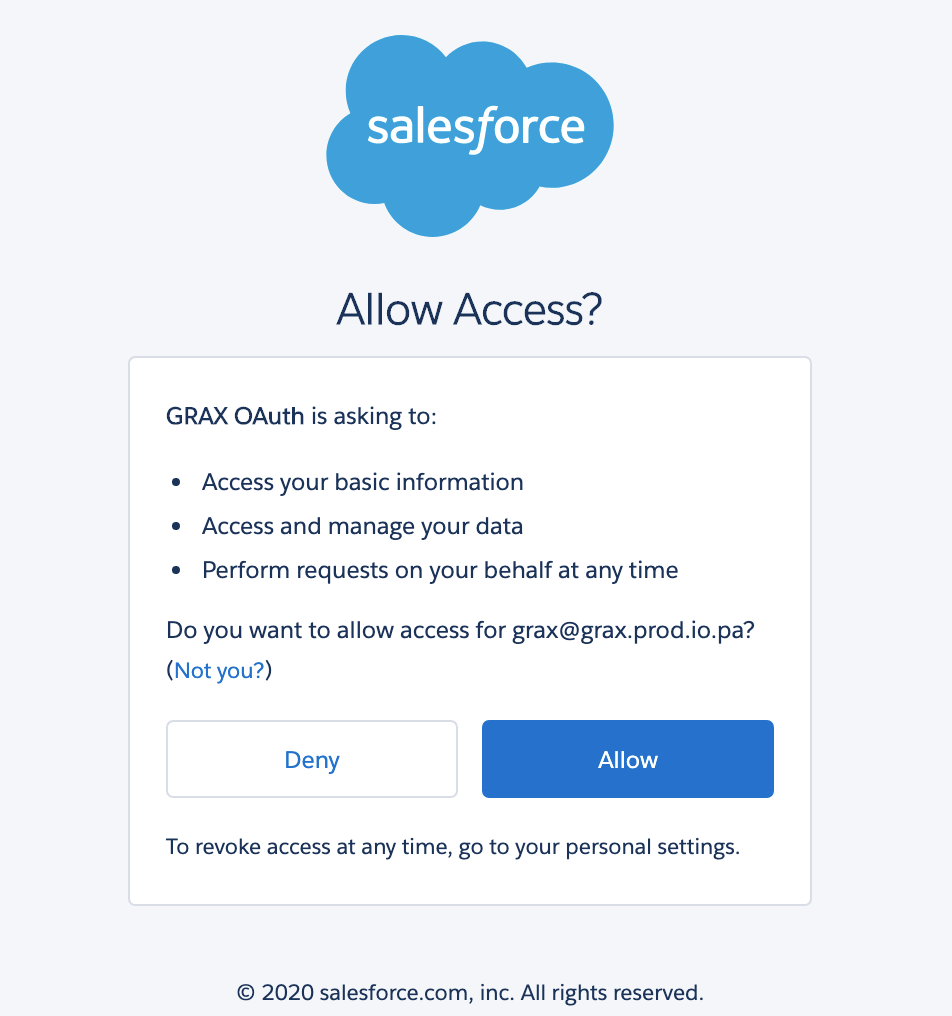 salesforce
Allow Access?
GRAX OAuth is asking to:
• Access your basic information
• Access and manage your data
• Perform requests on your behalf at any time
Do you want to allow access for grax@grax.prod.io.pa?
(Not you?)
Deny
Allow
To revoke access at any time, go to your personal settings.
© 2020 salesforce.com, inc. All rights reserved.